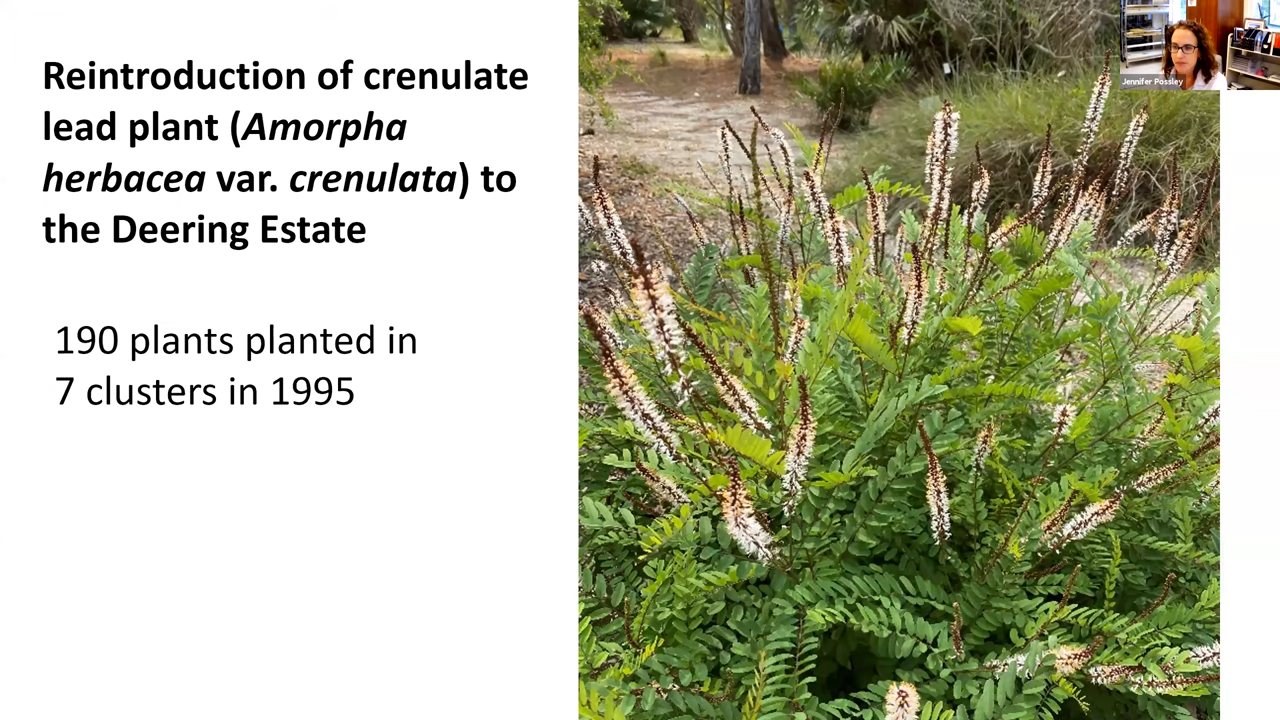 Reintroduction of crenulate
lead plant (Amorpha
herbacea var. crenulata) to
the Deering Estate
190 plants planted in
7 clusters in 1995
Jennifer Possley